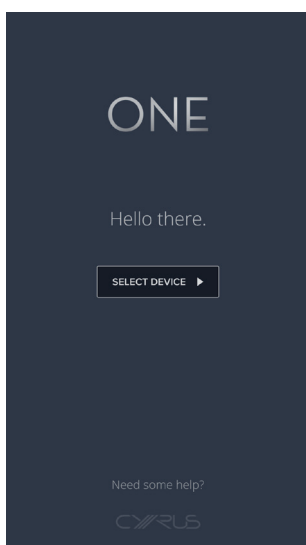 ONE
Hello there.
SELECT DEVICE
Need some help?
CYRUS